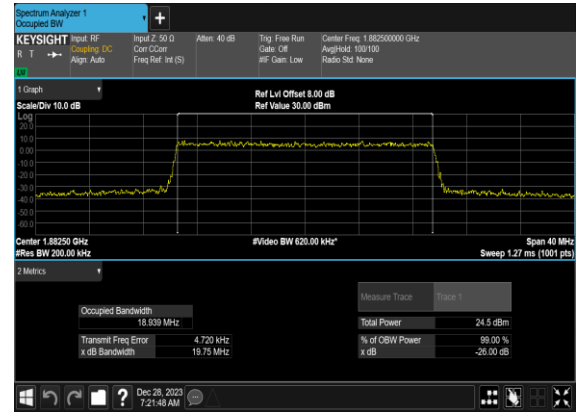 Spectrum Analyzer 1
Occupied BW
+
KEYSIGHT Input: RF Input Z: 50 Ω Atten: 40 dB Trig: Free Run Center Freq: 1.882500000 GHz
R T Coupling: DC Corr CCorr Gate: Off Avg|Hold: 100/100
Align: Auto Freq Ref: Int (S) #IF Gain: Low Radio Std: None
1 Graph
Scale/Div 10.0 dB
Ref Lvl Offset 8.00 dB
Ref Value 30.00 dBm
Log
20.0
10.0
0.00
-10.0
-20.0
-30.0
-40.0
-50.0
-60.0
Center 1.88250 GHz #Video BW 620.00 kHz* Span 40 MHz
#Res BW 200.00 kHz Sweep 1.27 ms (1001 pts)
2 Metrics
Measure Trace Trace 1
Occupied Bandwidth
18.939 MHz
Total Power 24.5 dBm
Transmit Freq Error 4.720 kHz
% of OBW Power 99.00 %
x dB Bandwidth 19.75 MHz
x dB -26.00 dB
?
Dec 28, 2023
7:21:48 AM